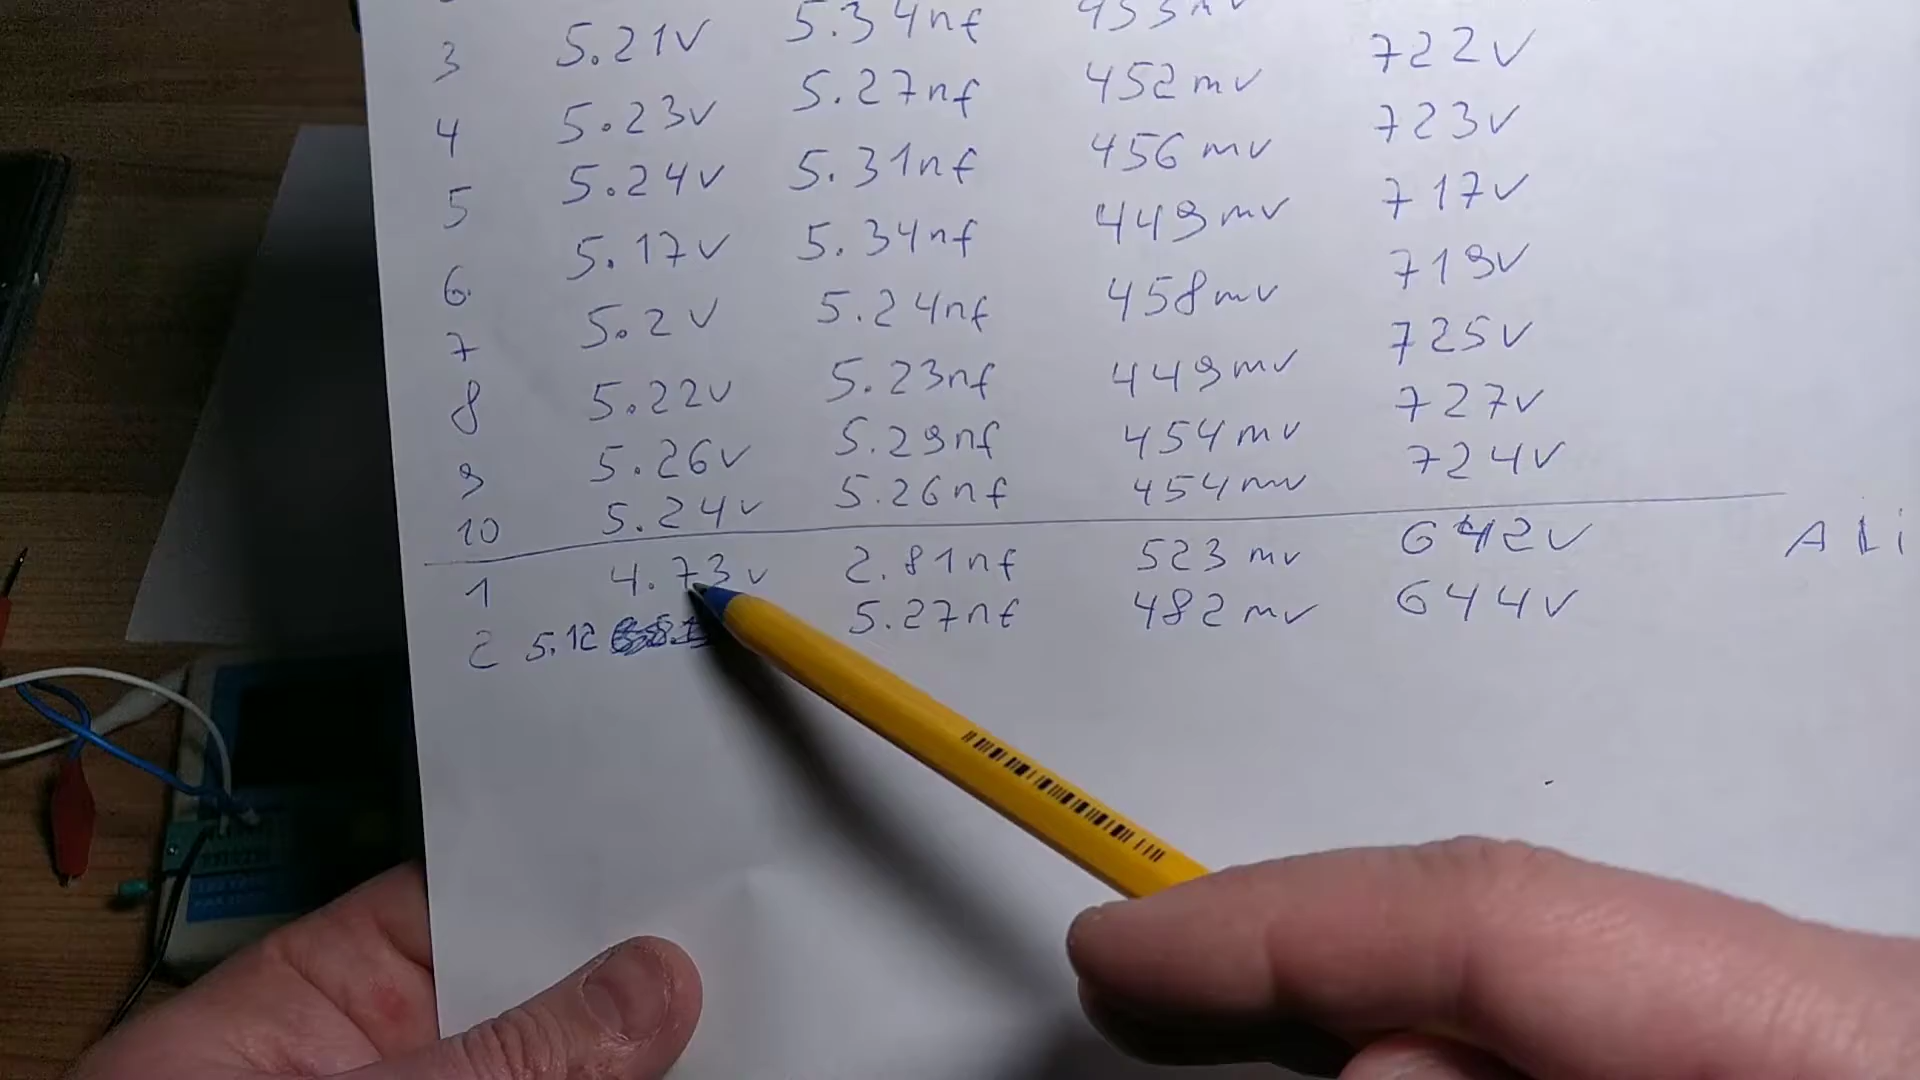 3 5.21V 5.34nf
4 5.23V 5.27nf 452mv 722V
5 5.24V 5.31nf 456mv 723V
6. 5.17V 5.34nf 449mv 717V
7 5.2V 5.24nf 458mv 719V
8 5.22V 5.23nf 449mv 725V
9 5.26V 5.29nf 454mv 727V
10 5.24V 5.26nf 454mv 724V
1 4.73V 2.81nf 523mv 642V ALi
2 5.12 5.27nf 482mv 644V